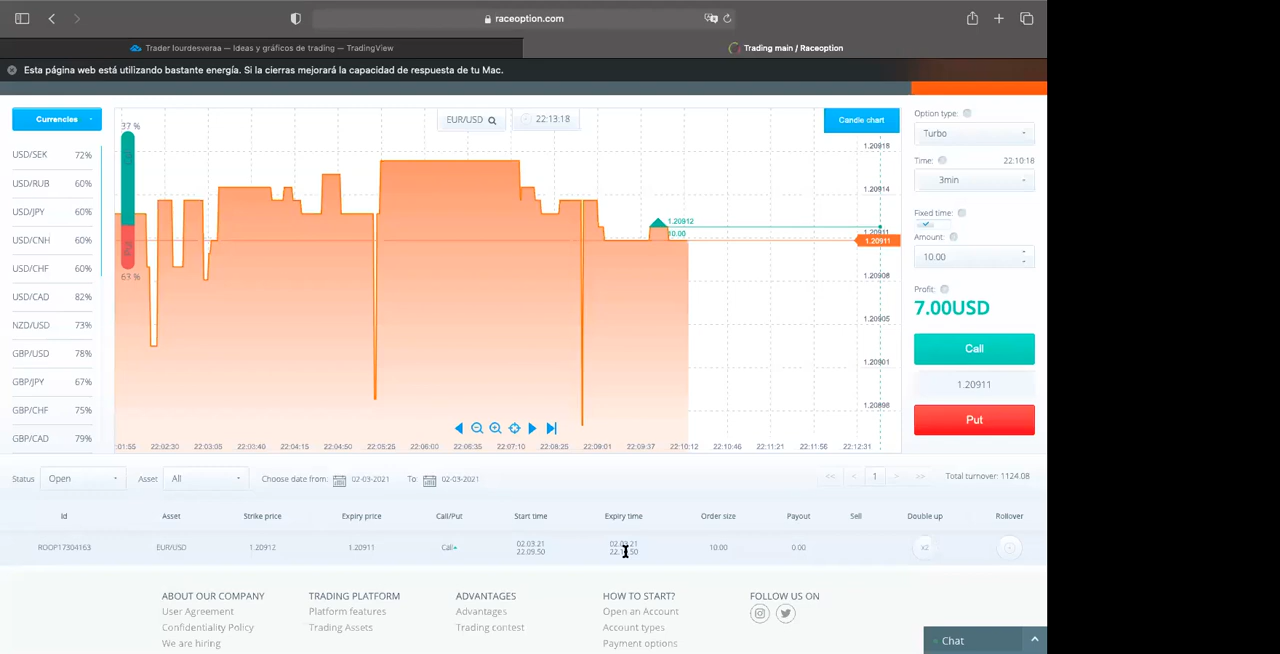 raceoption.com
Trader lourdesveraa — Ideas y gráficos de trading — TradingView
Trading main / Raceoption
Esta página web está utilizando bastante energía. Si la cierras mejorará la capacidad de respuesta de tu Mac.
Currencies
USD/SEK 72%
USD/RUB 60%
USD/JPY 60%
USD/CNH 60%
USD/CHF 60%
USD/CAD 82%
NZD/USD 73%
GBP/USD 78%
GBP/JPY 67%
GBP/CHF 75%
GBP/CAD 79%
37 %
Put
63 %
EUR/USD
22:13:18
Candle chart
1.20918
1.20914
1.20911
1.20911
1.20908
1.20905
1.20901
1.20898
1.20912
10.00
:01:55 22:02:30 22:03:05 22:03:40 22:04:15 22:04:50 22:05:25 22:06:00 22:06:35 22:07:10 22:08:51 22:09:01 22:09:37 22:10:12 22:10:46 22:11:21 22:11:56 22:12:31
Option type:
Turbo
Time: 22:10:18
3min
Fixed time:
Amount:
10.00
Profit:
7.00USD
Call
1.20911
Put
Status Open Asset All Choose date from: 02-03-2021 To: 02-03-2021
<< < 1 > >> Total turnover: 1124.08
Id Asset Strike price Expiry price Call/Put Start time Expiry time Order size Payout Sell Double up Rollover
ROOP17304163 EUR/USD 1.20912 1.20911 Call 02.03.21 22.09.50 10.00 0.00 x2
ABOUT OUR COMPANY
User Agreement
Confidentiality Policy
We are hiring
TRADING PLATFORM
Platform features
Trading Assets
ADVANTAGES
Advantages
Trading contest
HOW TO START?
Open an Account
Account types
Payment options
FOLLOW US ON
Chat